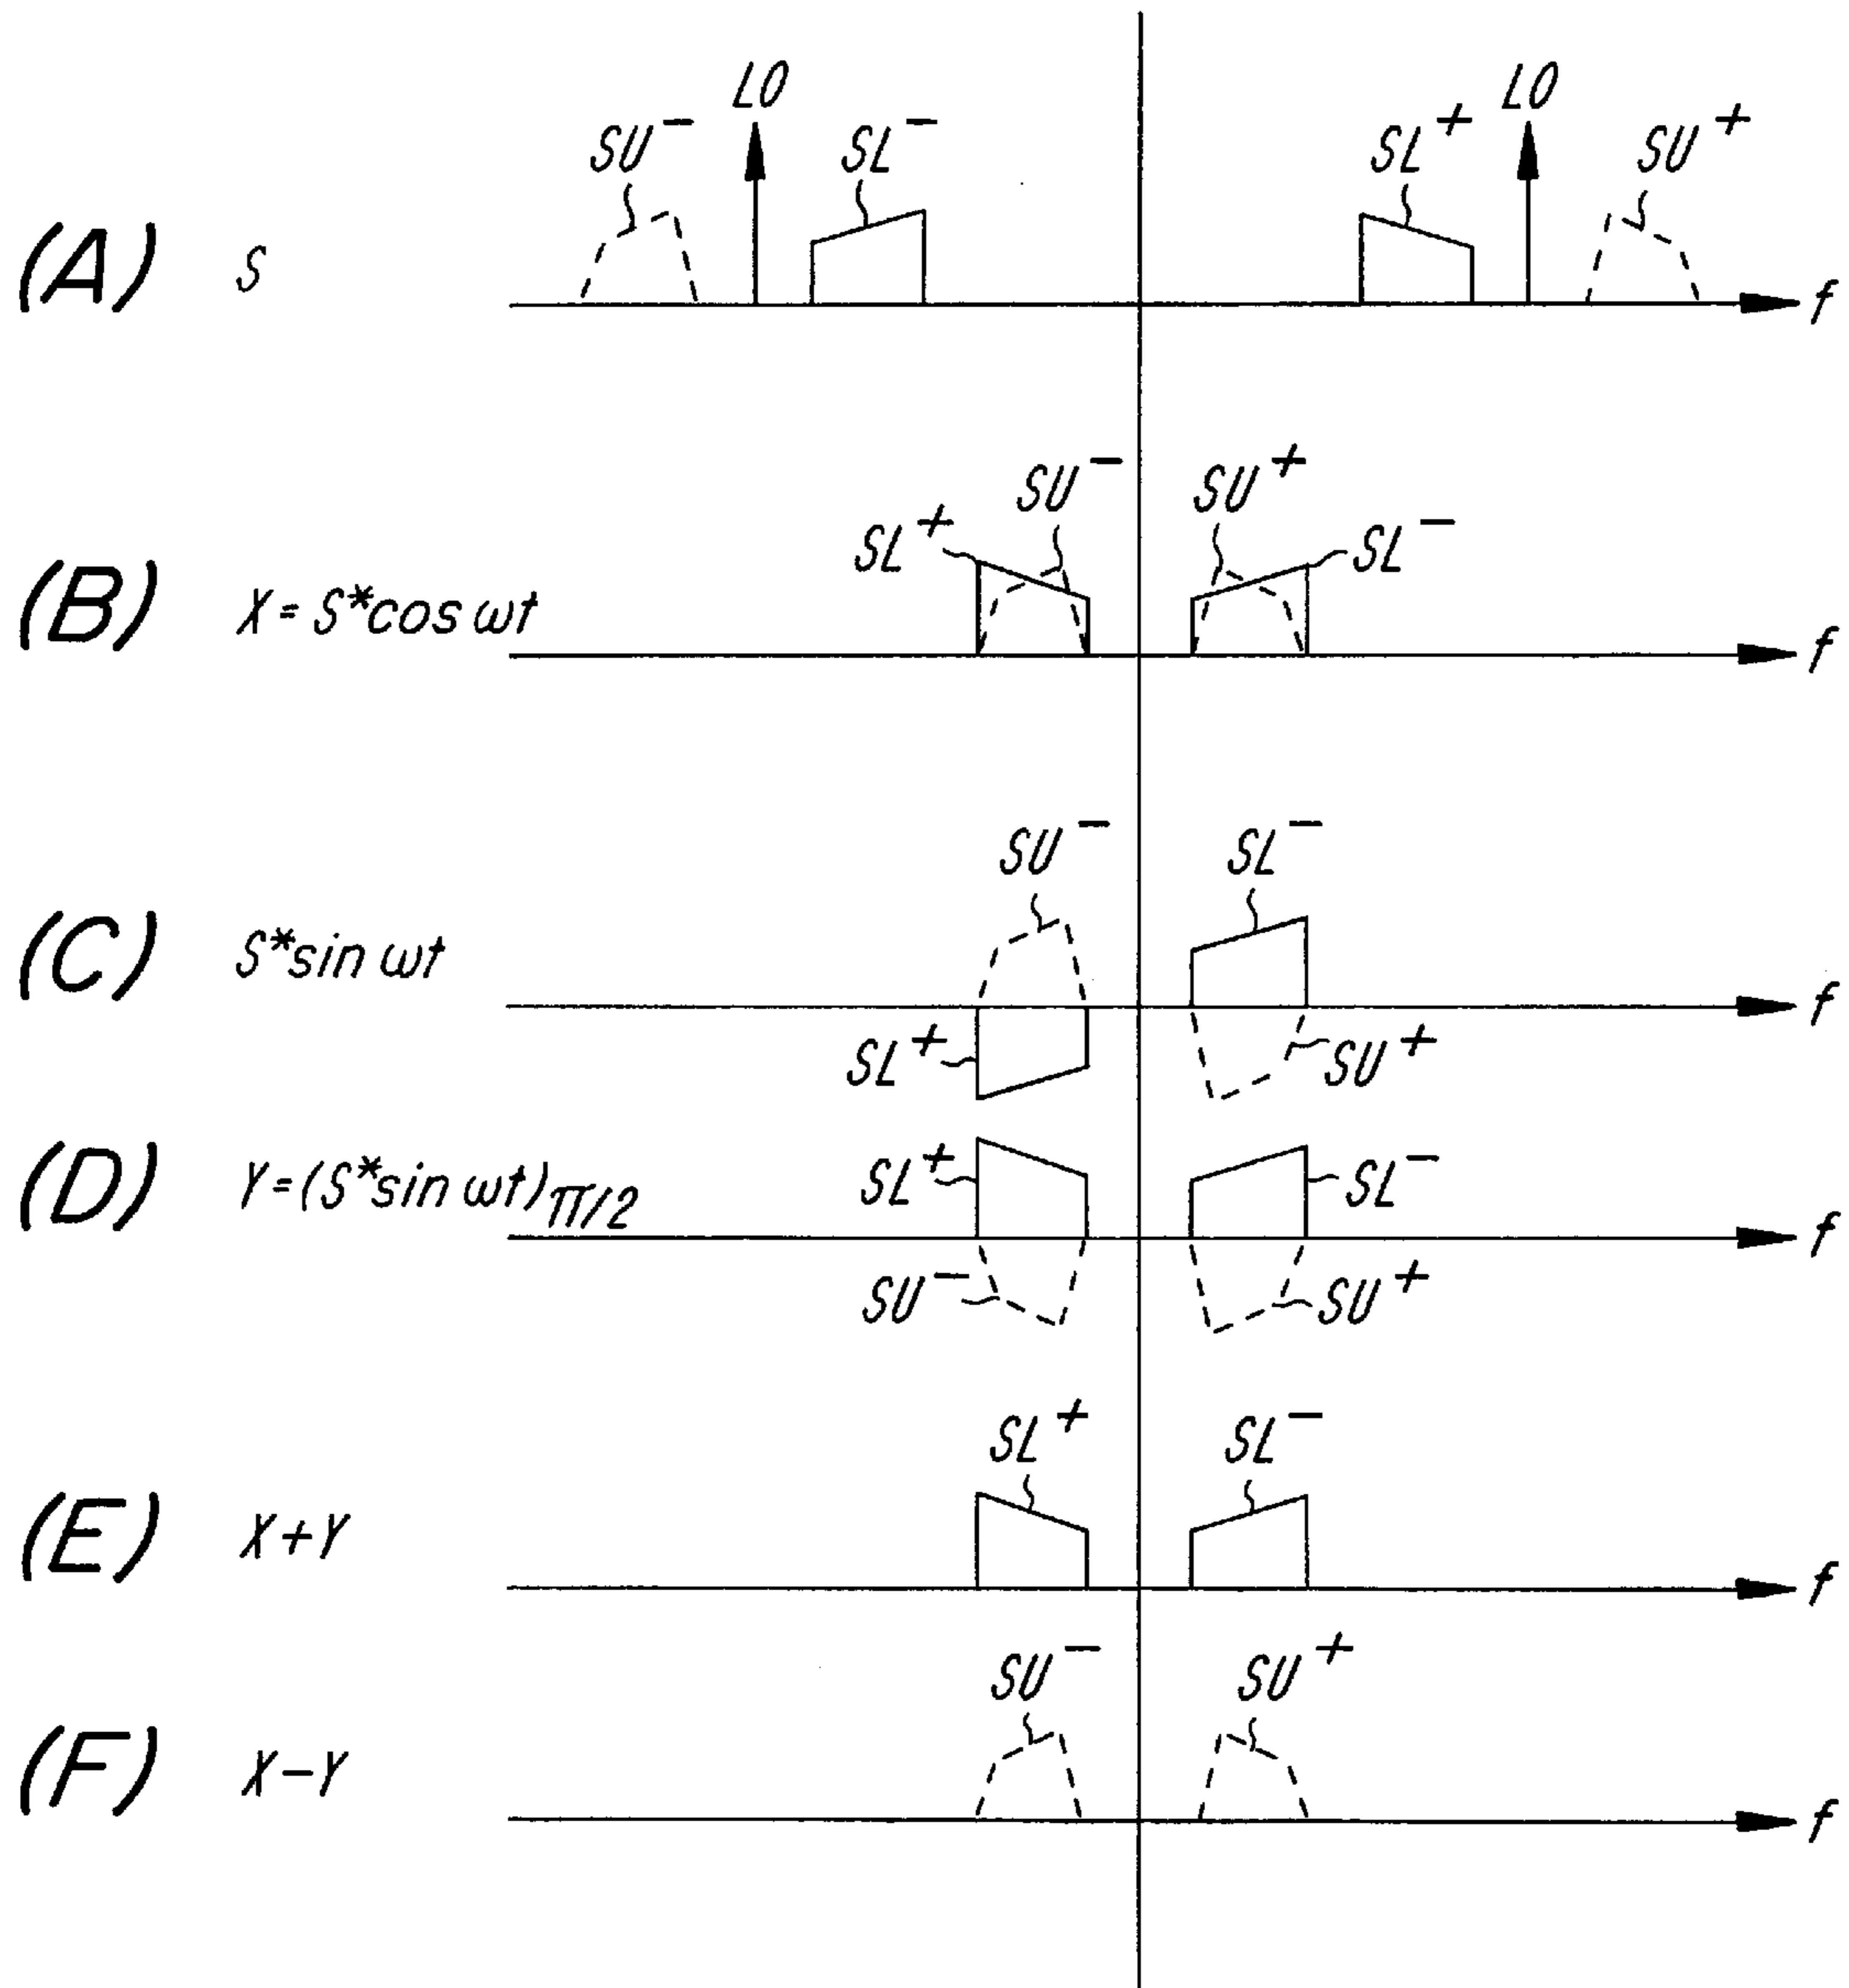 LO LO
SU⁻ SL⁻ SL⁺ SU⁺
(A) S f
SU⁻ SU⁺
SL⁺ SL⁻
(B) X = S*cos ωt f
SU⁻ SL⁻
(C) S*sin ωt f
SL⁺ SU⁺
(D) Y=(S*sin ωt)π/2 SL⁺ SL⁻ f
SU⁻ SU⁺
SL⁺ SL⁻
(E) X+Y f
SU⁻ SU⁺
(F) X−Y f